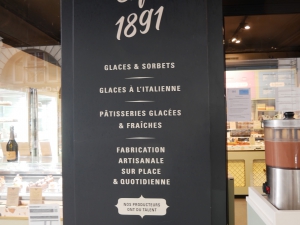 1891
GLACES & SORBETS
GLACES À L'ITALIENNE
PÂTISSERIES GLACÉES
& FRAÎCHES
FABRICATION
ARTISANALE
SUR PLACE
& QUOTIDIENNE
NOS PRODUCTEURS
ONT DU TALENT